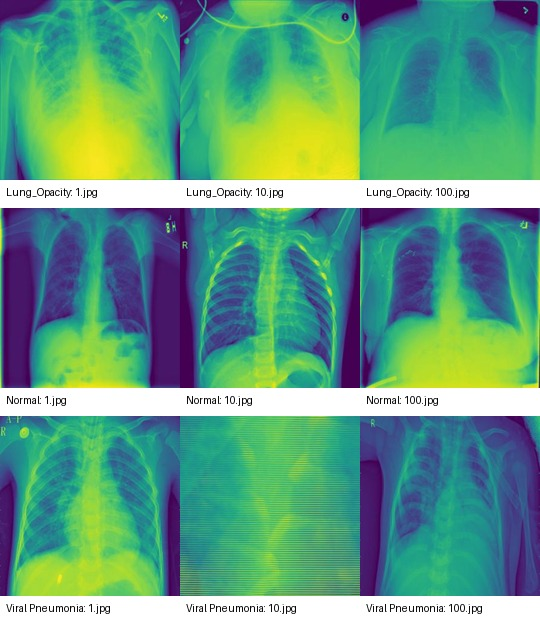 Lung_Opacity: 1.jpg
Lung_Opacity: 10.jpg
Lung_Opacity: 100.jpg
R
Normal: 1.jpg
Normal: 10.jpg
Normal: 100.jpg
A-P
R
R
Viral Pneumonia: 1.jpg
Viral Pneumonia: 10.jpg
Viral Pneumonia: 100.jpg